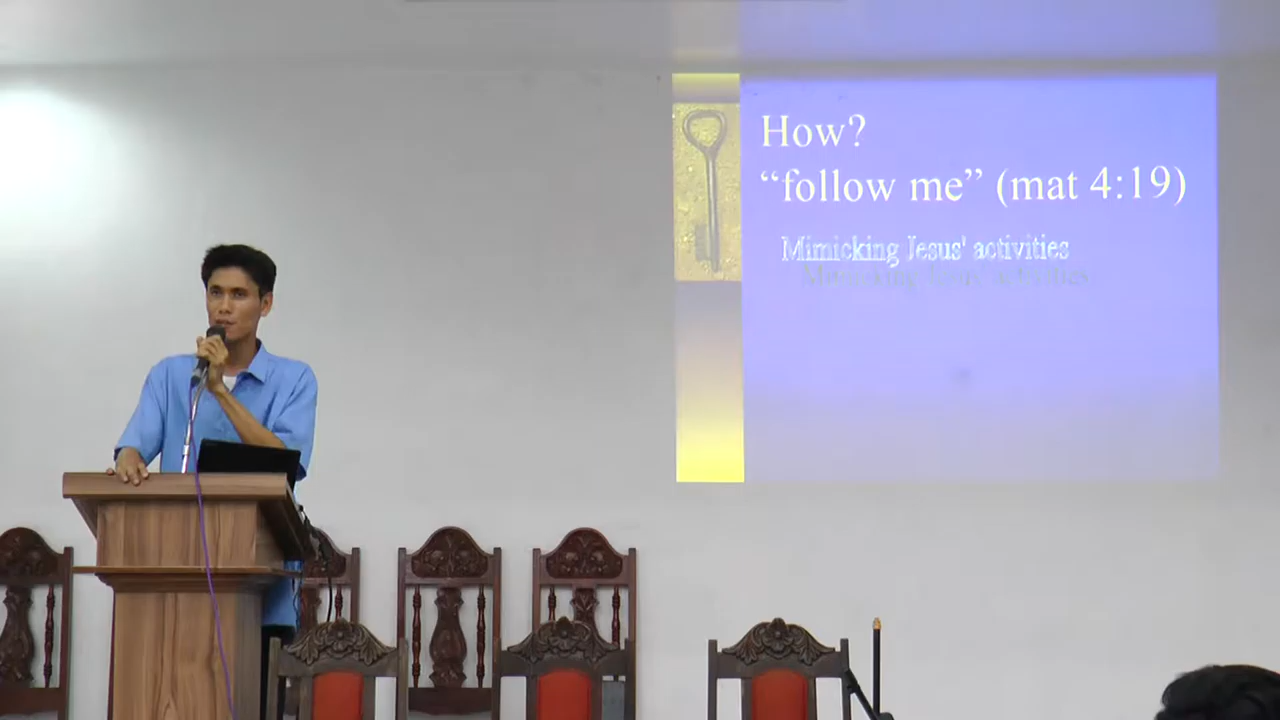 How?
“follow me” (mat 4:19)
Mimicking Jesus' activities